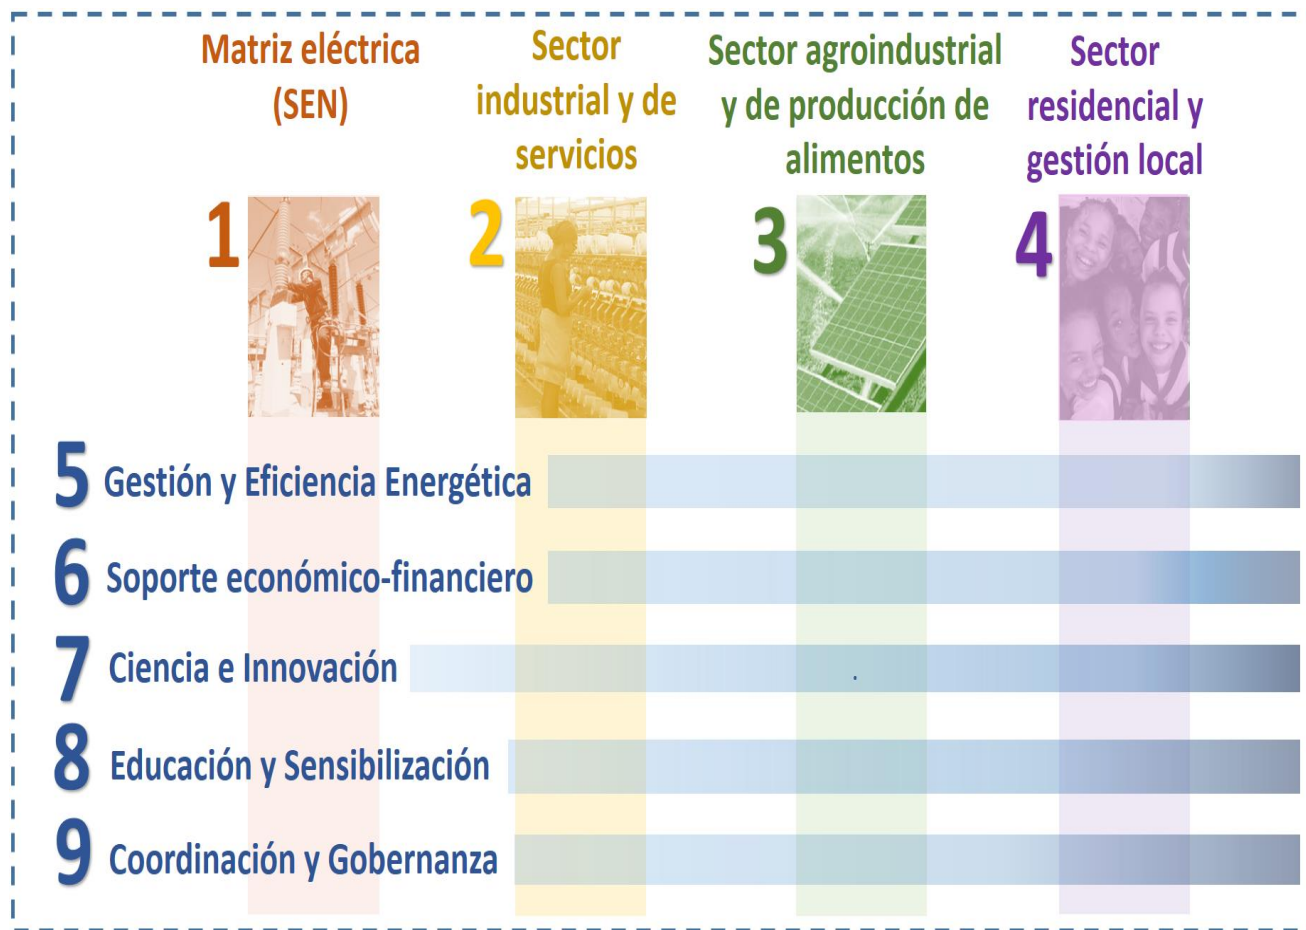 Matriz eléctrica
(SEN)
Sector
industrial y de
servicios
Sector agroindustrial
y de producción de
alimentos
Sector
residencial y
gestión local
1
2
3
4
5 Gestión y Eficiencia Energética
6 Soporte económico-financiero
7 Ciencia e Innovación
8 Educación y Sensibilización
9 Coordinación y Gobernanza